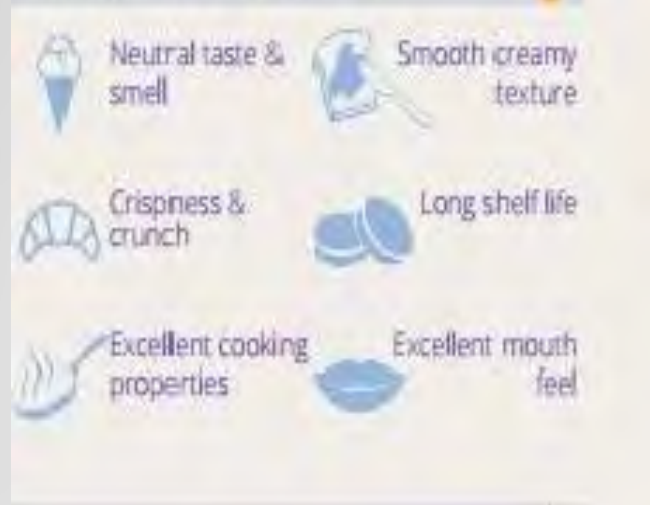 Neutral taste &
smell
Smooth creamy
texture
Crispness &
crunch
Long shelf life
Excellent cooking
properties
Excellent mouth
feel